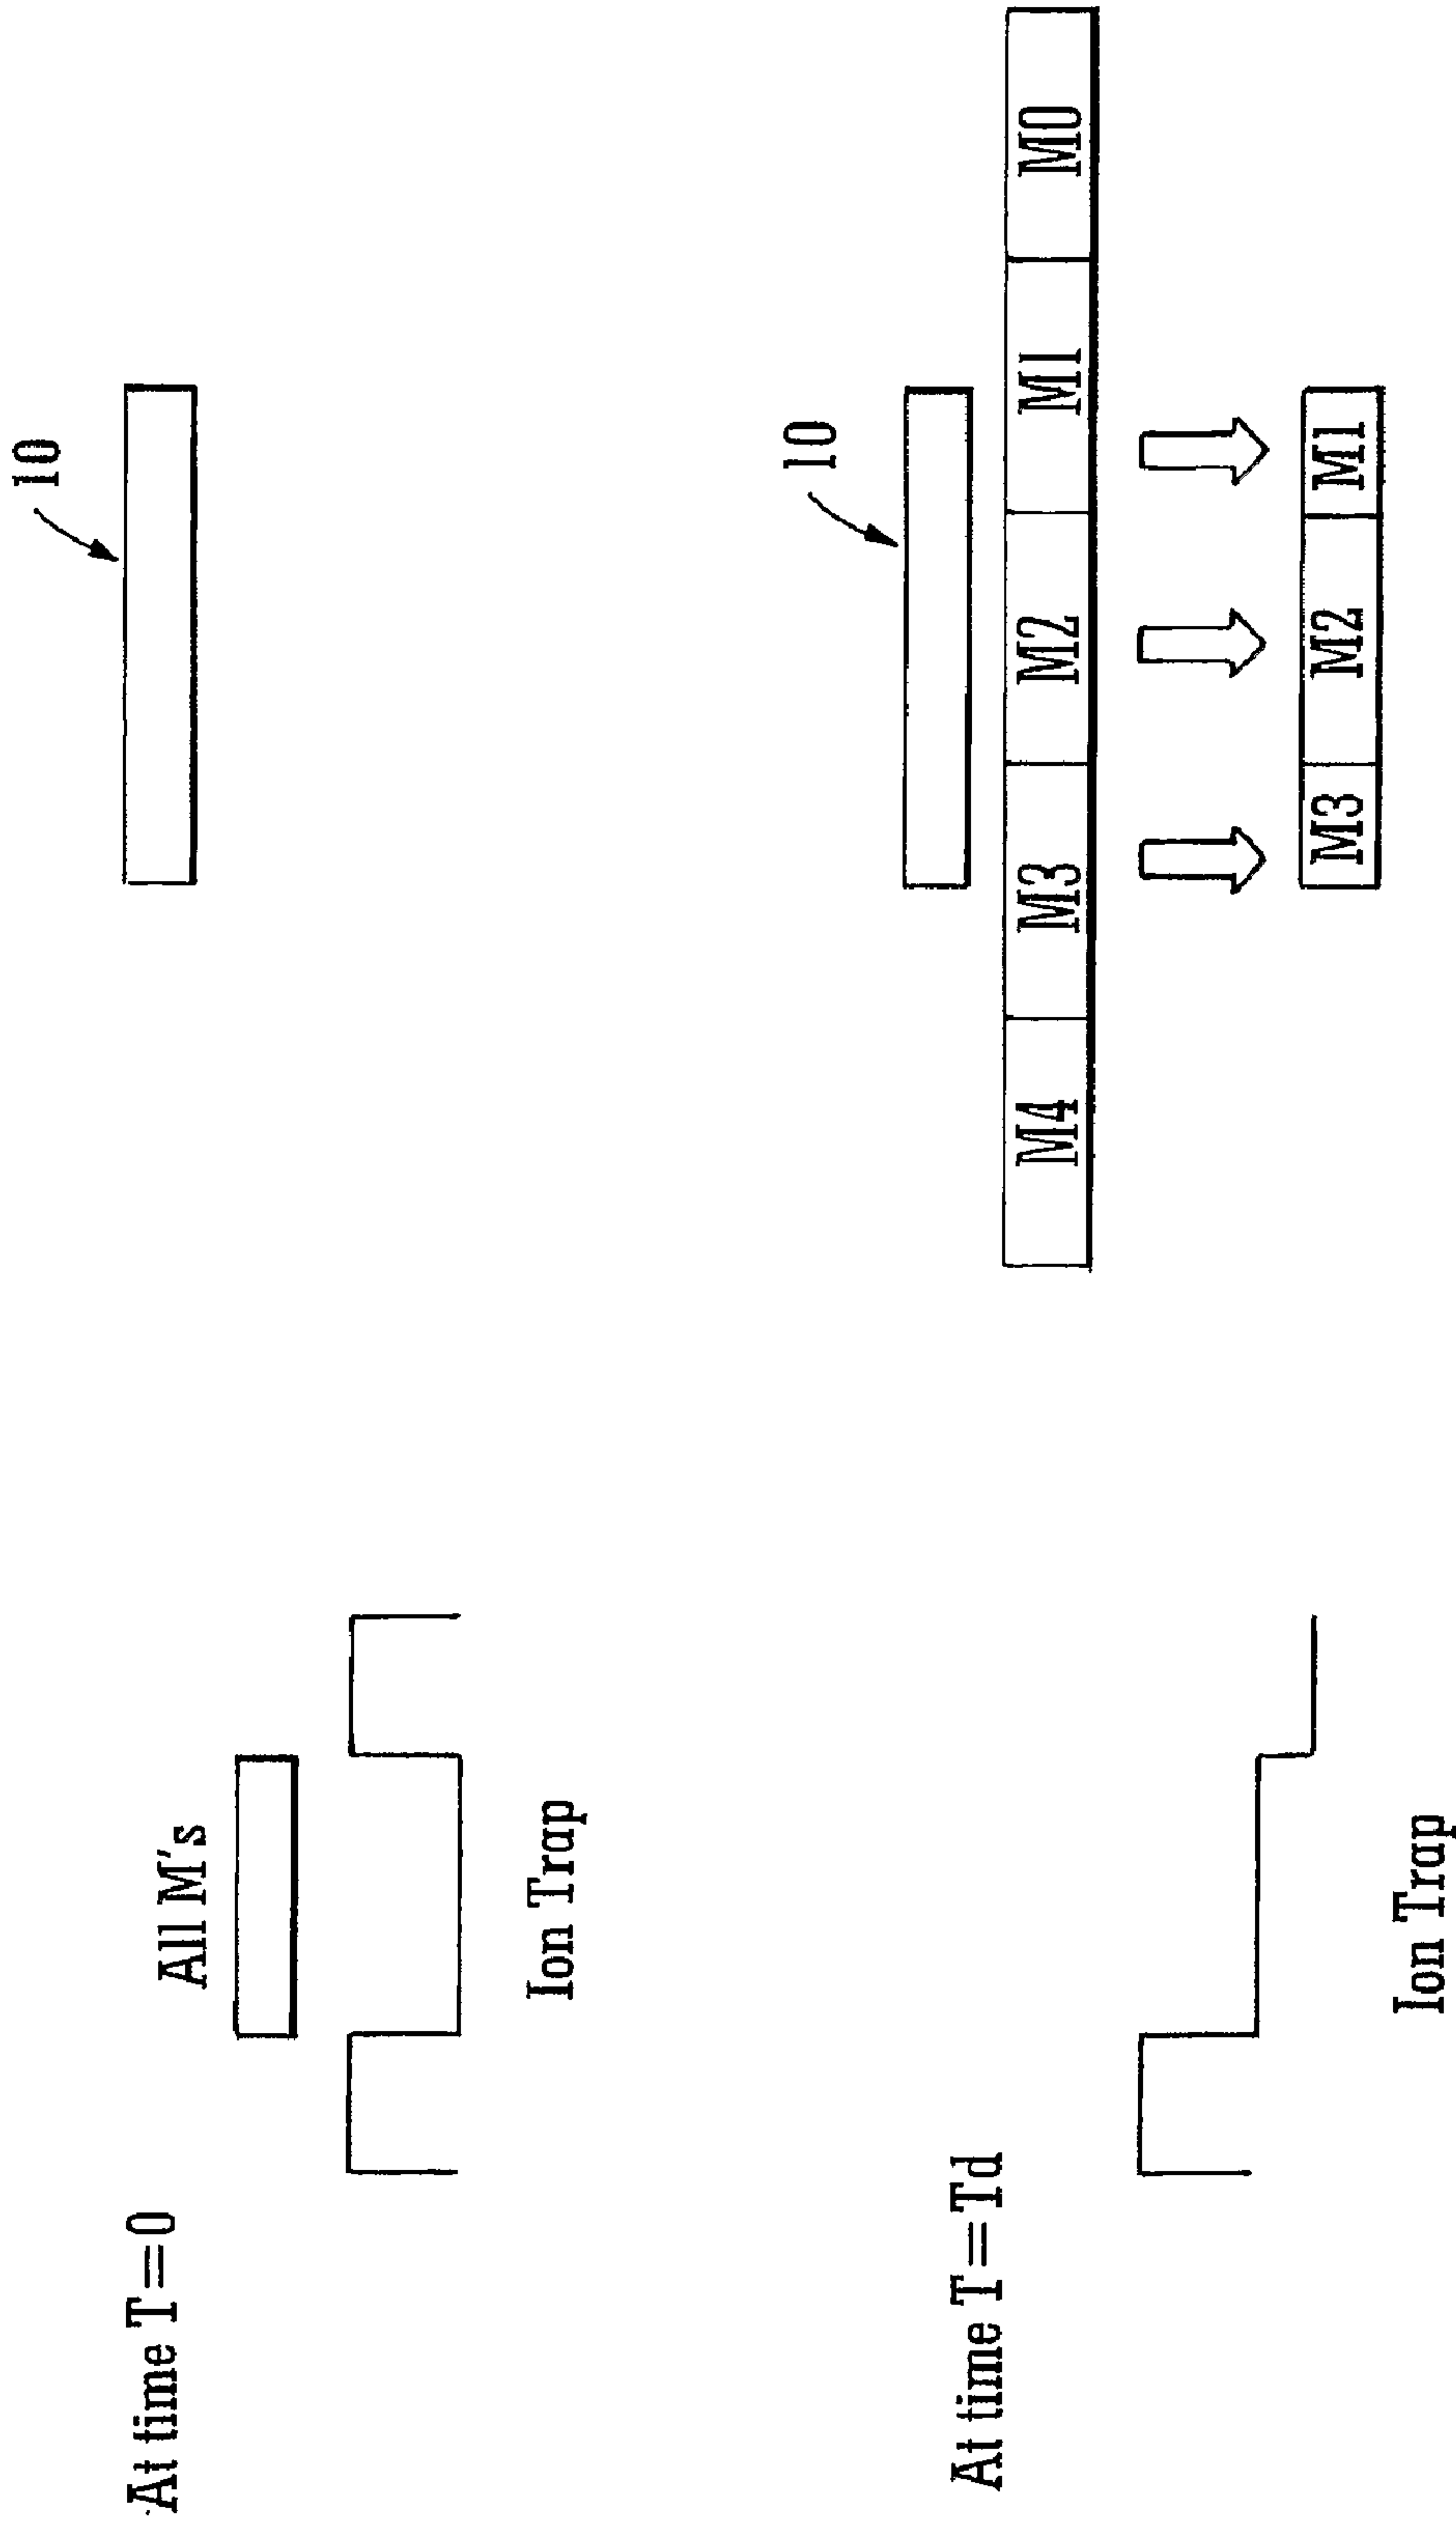 At time T=0
All M's
Ion Trap
10
At time T=Td
Ion Trap
10
M4 M3 M2 M1 M0
M3 M2 M1